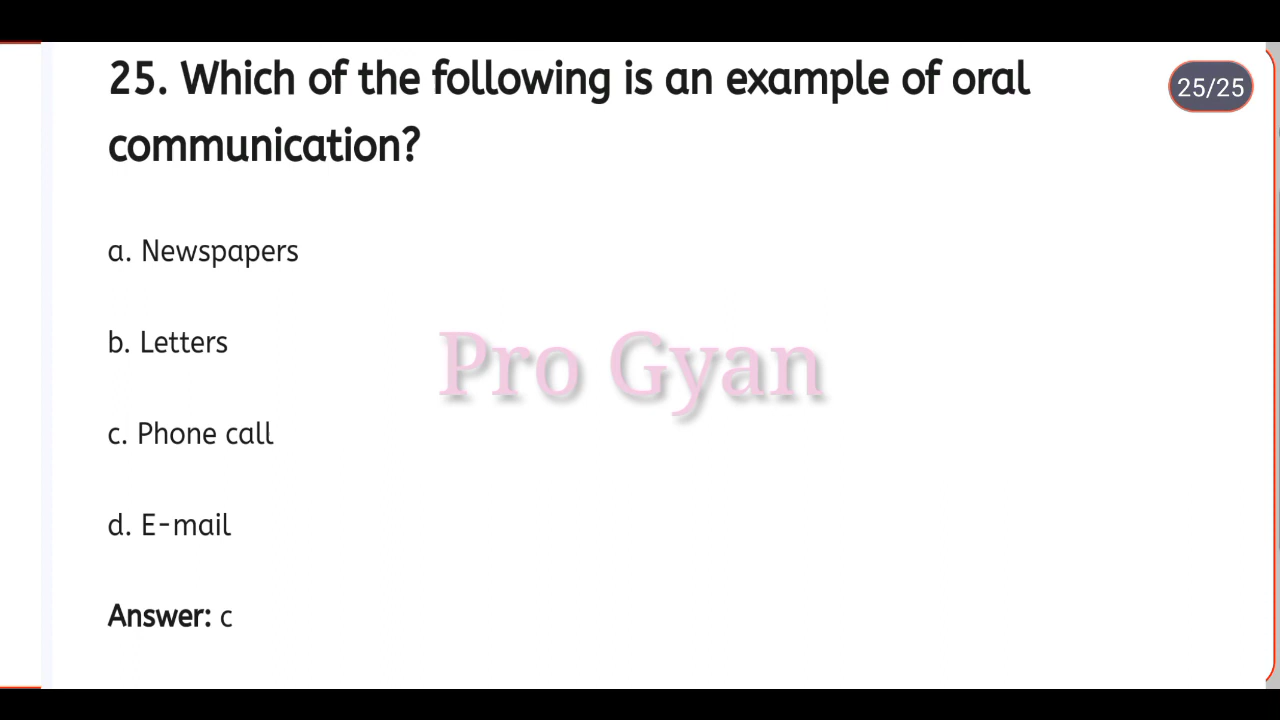 25. Which of the following is an example of oral
25/25
communication?
a. Newspapers
b. Letters
Pro Gyan
c. Phone call
d. E-mail
Answer: c